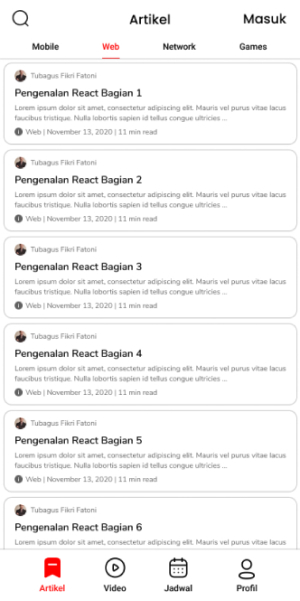 Artikel
Masuk
Mobile
Web
Network
Games
Tubagus Fikri Fatoni
Pengenalan React Bagian 1
Lorem ipsum dolor sit amet, consectetur adipiscing elit. Mauris vel purus vitae lacus
faucibus tristique. Nulla lobortis sapien id tellus congue ultricies ...
Web | November 13, 2020 | 11 min read
Tubagus Fikri Fatoni
Pengenalan React Bagian 2
Lorem ipsum dolor sit amet, consectetur adipiscing elit. Mauris vel purus vitae lacus
faucibus tristique. Nulla lobortis sapien id tellus congue ultricies ...
Web | November 13, 2020 | 11 min read
Tubagus Fikri Fatoni
Pengenalan React Bagian 3
Lorem ipsum dolor sit amet, consectetur adipiscing elit. Mauris vel purus vitae lacus
faucibus tristique. Nulla lobortis sapien id tellus congue ultricies ...
Web | November 13, 2020 | 11 min read
Tubagus Fikri Fatoni
Pengenalan React Bagian 4
Lorem ipsum dolor sit amet, consectetur adipiscing elit. Mauris vel purus vitae lacus
faucibus tristique. Nulla lobortis sapien id tellus congue ultricies ...
Web | November 13, 2020 | 11 min read
Tubagus Fikri Fatoni
Pengenalan React Bagian 5
Lorem ipsum dolor sit amet, consectetur adipiscing elit. Mauris vel purus vitae lacus
faucibus tristique. Nulla lobortis sapien id tellus congue ultricies ...
Web | November 13, 2020 | 11 min read
Tubagus Fikri Fatoni
Pengenalan React Bagian 6
Lorem ipsum dolor sit amet, consectetur adipiscing elit. Mauris vel purus vitae lacus
Artikel
Video
Jadwal
Profil